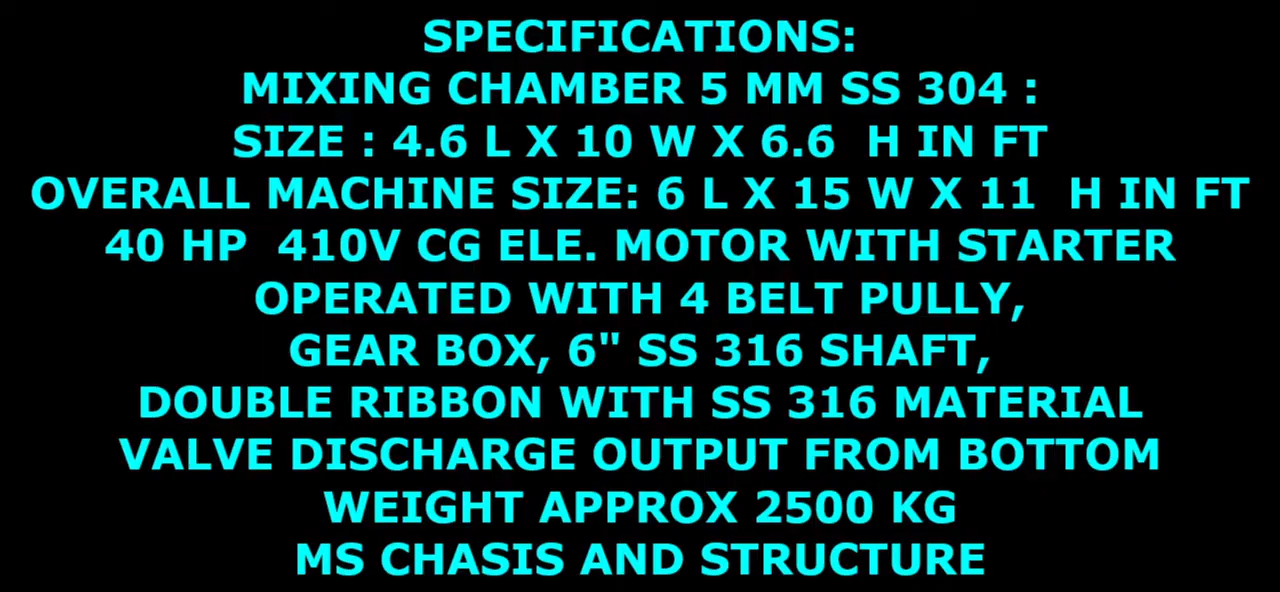 SPECIFICATIONS:
MIXING CHAMBER 5 MM SS 304 :
SIZE : 4.6 L X 10 W X 6.6  H IN FT
OVERALL MACHINE SIZE: 6 L X 15 W X 11  H IN FT
40 HP  410V CG ELE. MOTOR WITH STARTER
OPERATED WITH 4 BELT PULLY,
GEAR BOX, 6" SS 316 SHAFT,
DOUBLE RIBBON WITH SS 316 MATERIAL
VALVE DISCHARGE OUTPUT FROM BOTTOM
WEIGHT APPROX 2500 KG
MS CHASIS AND STRUCTURE